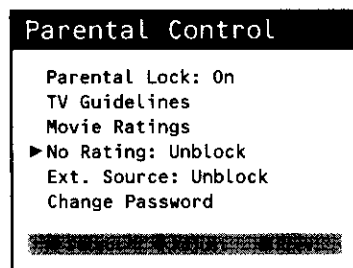 Parental Control
Parental Lock: On
TV Guidelines
Movie Ratings
►No Rating: Unblock
Ext. Source: Unblock
Change Password